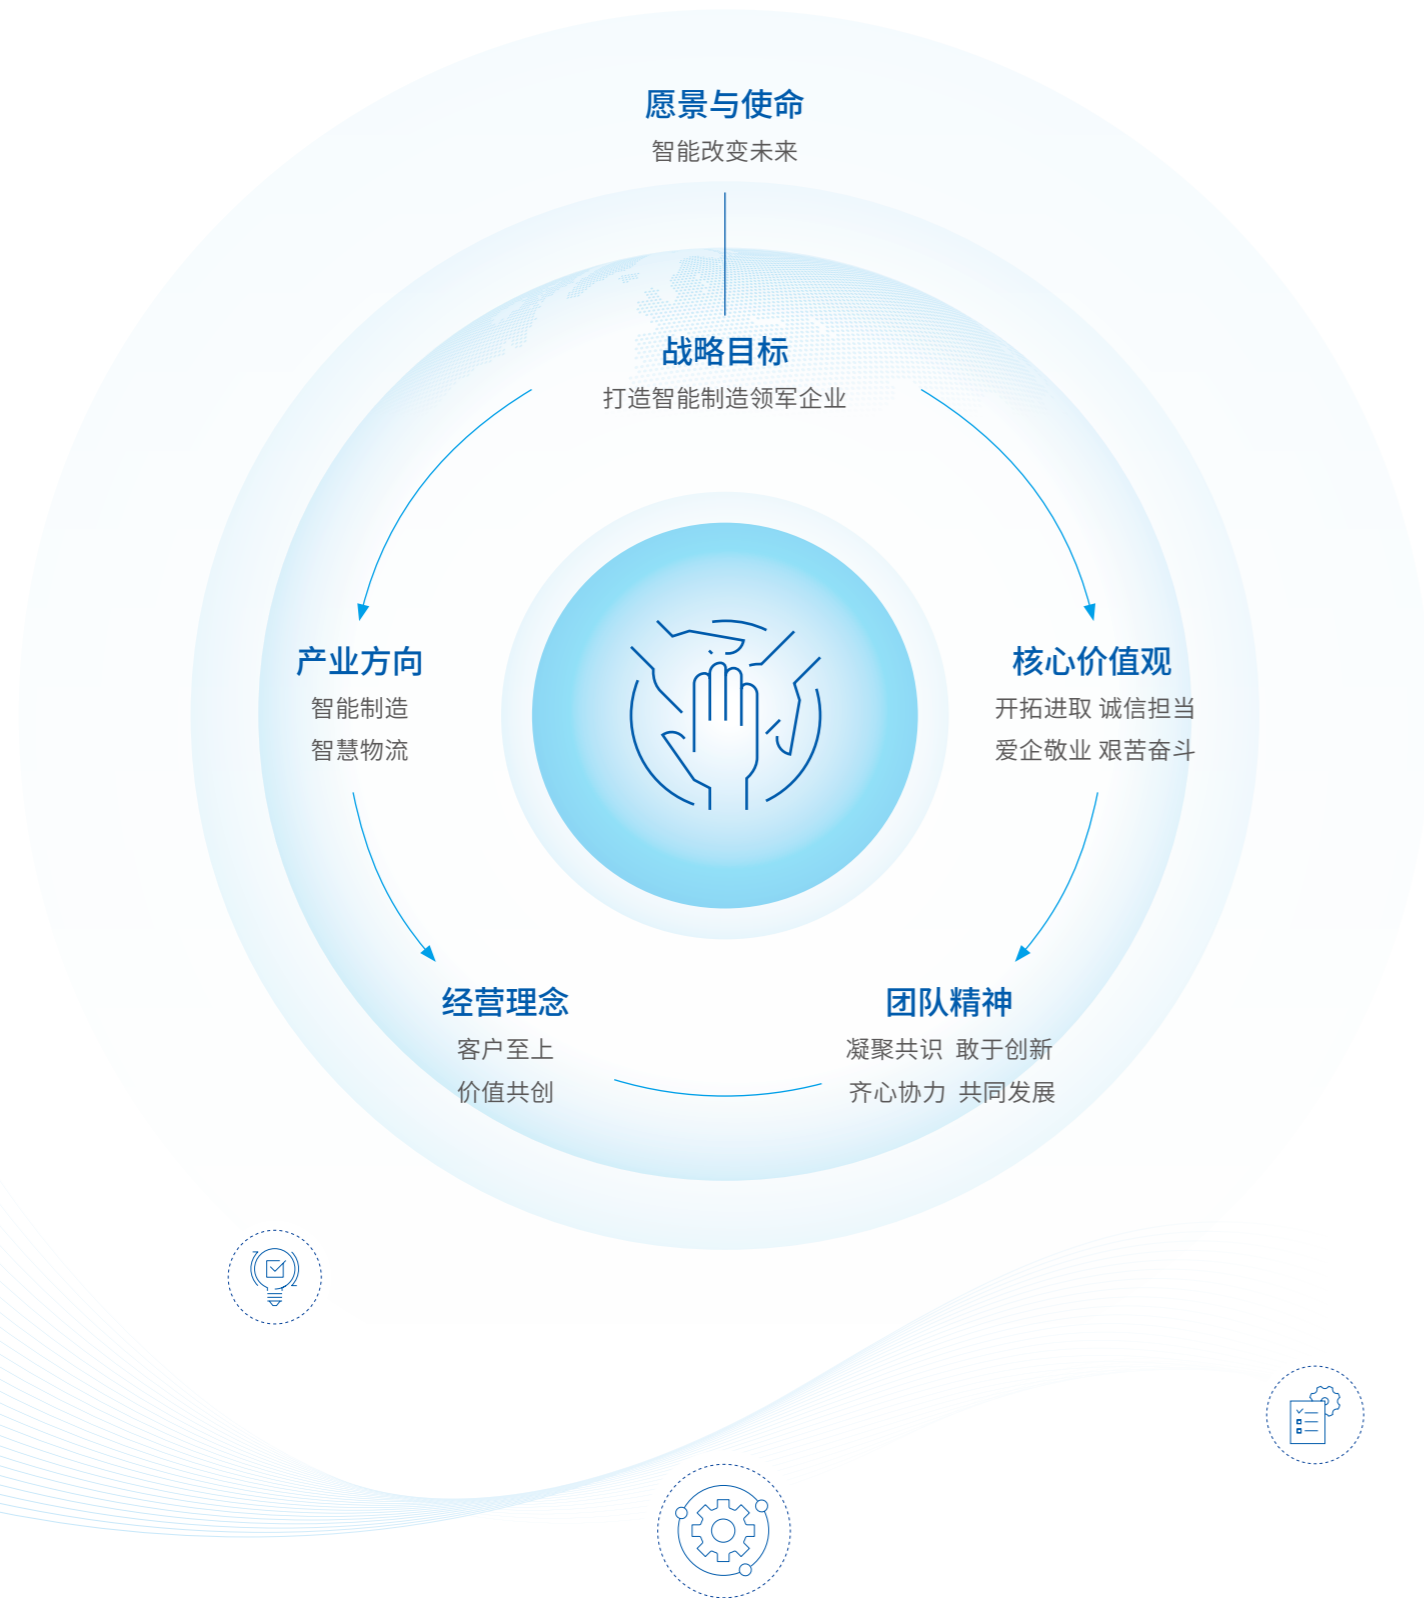 愿景与使命
智能改变未来
战略目标
打造智能制造领军企业
产业方向
智能制造
智慧物流
核心价值观
开拓进取 诚信担当
爱企敬业 艰苦奋斗
经营理念
客户至上
价值共创
团队精神
凝聚共识 敢于创新
齐心协力 共同发展